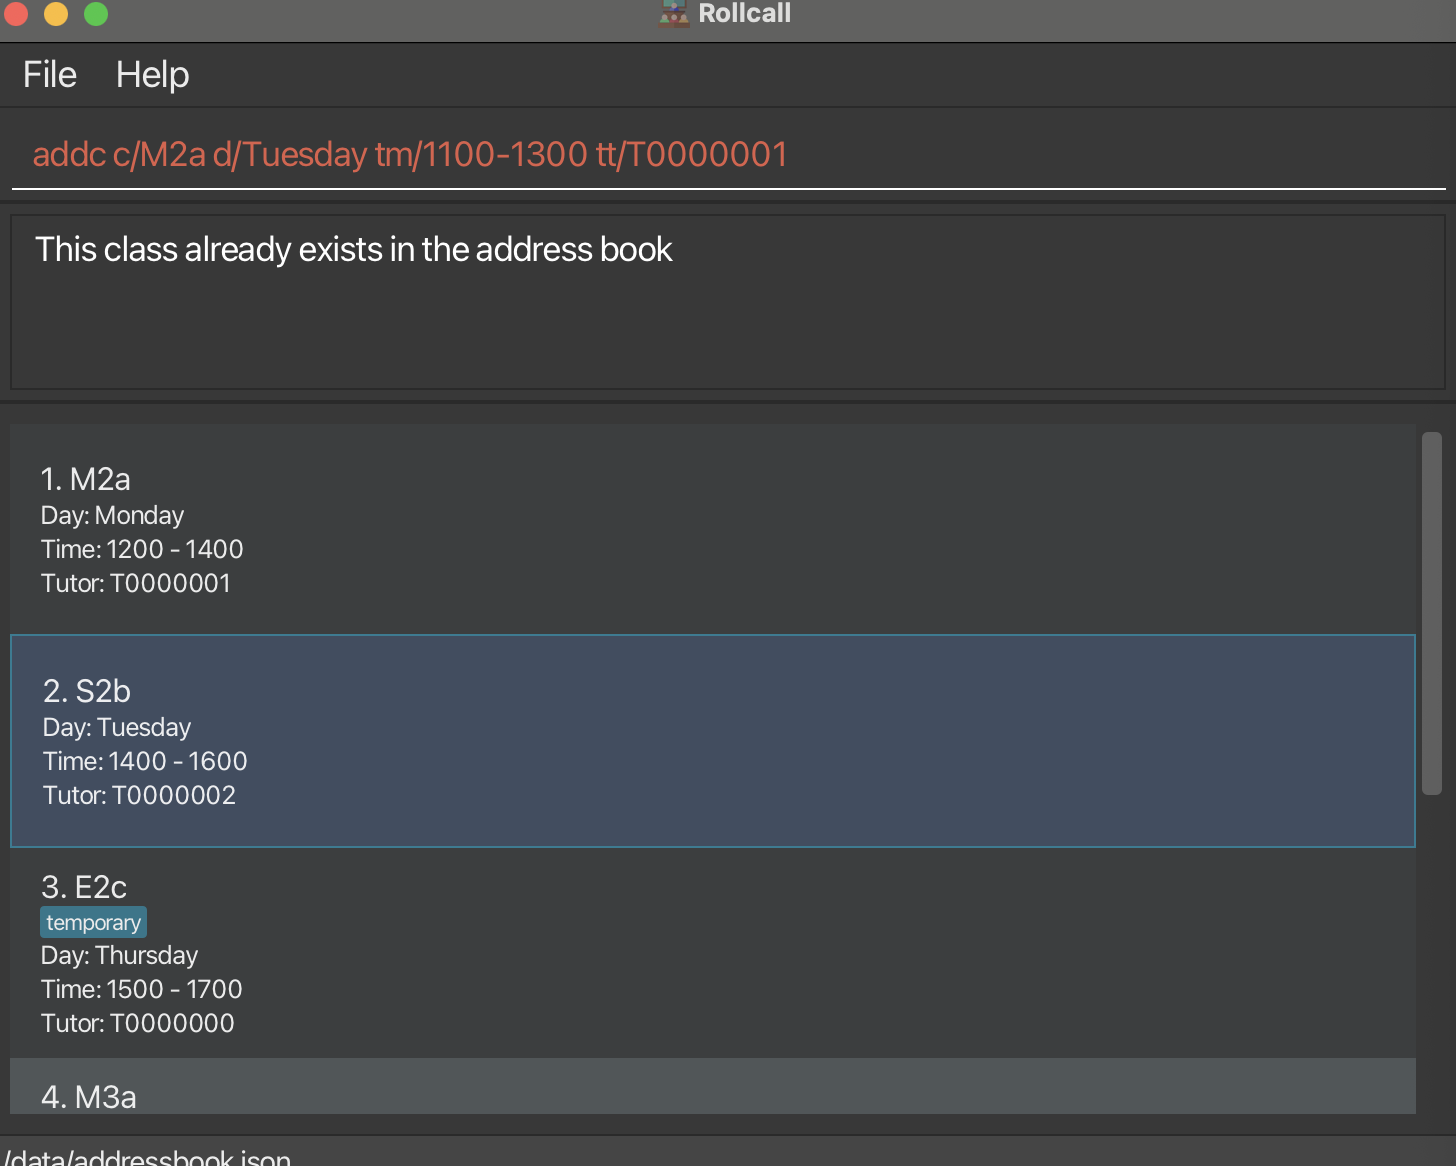 Rollcall
File Help
addc c/M2a d/Tuesday tm/1100-1300 tt/T0000001
This class already exists in the address book
1. M2a
Day: Monday
Time: 1200 - 1400
Tutor: T0000001
2. S2b
Day: Tuesday
Time: 1400 - 1600
Tutor: T0000002
3. E2c
temporary
Day: Thursday
Time: 1500 - 1700
Tutor: T0000000
4. M3a
/data/addressbook.json